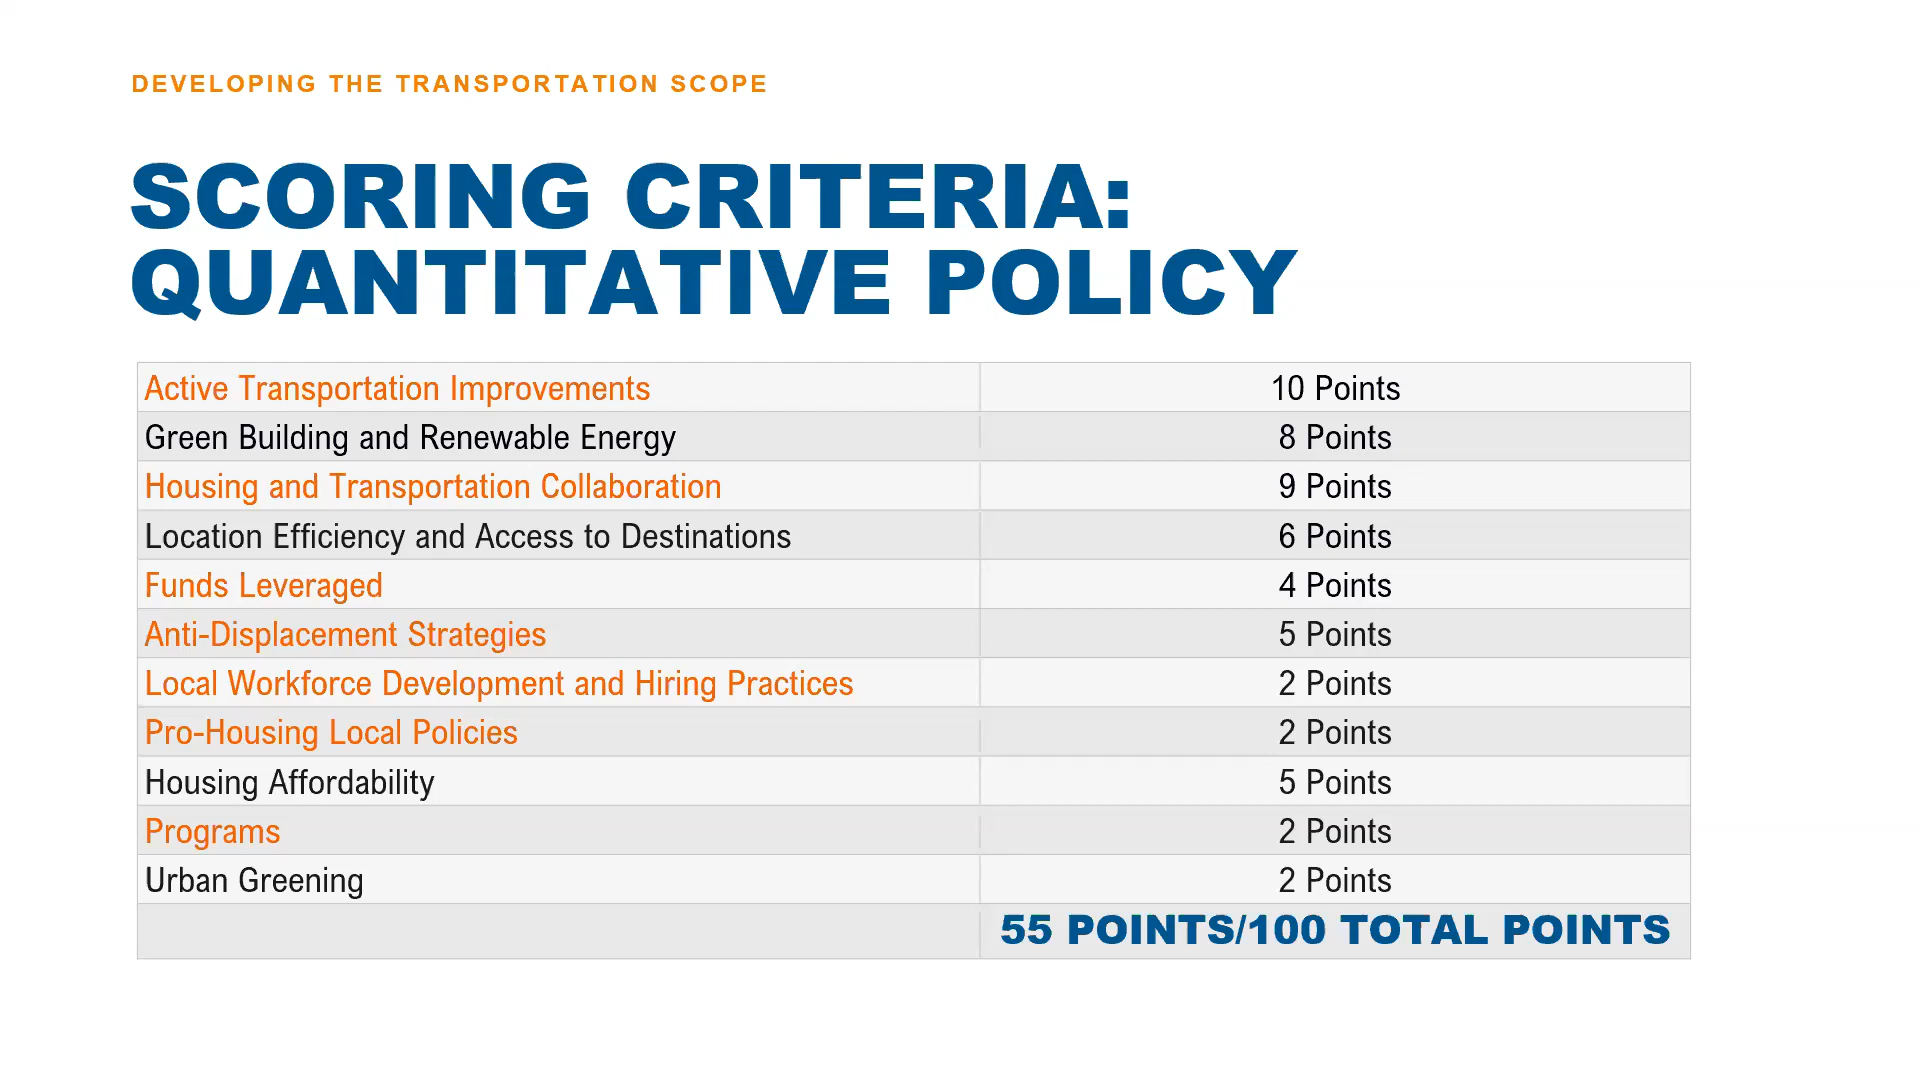 DEVELOPING THE TRANSPORTATION SCOPE
SCORING CRITERIA:
QUANTITATIVE POLICY
Active Transportation Improvements 10 Points
Green Building and Renewable Energy 8 Points
Housing and Transportation Collaboration 9 Points
Location Efficiency and Access to Destinations 6 Points
Funds Leveraged 4 Points
Anti-Displacement Strategies 5 Points
Local Workforce Development and Hiring Practices 2 Points
Pro-Housing Local Policies 2 Points
Housing Affordability 5 Points
Programs 2 Points
Urban Greening 2 Points
55 POINTS/100 TOTAL POINTS